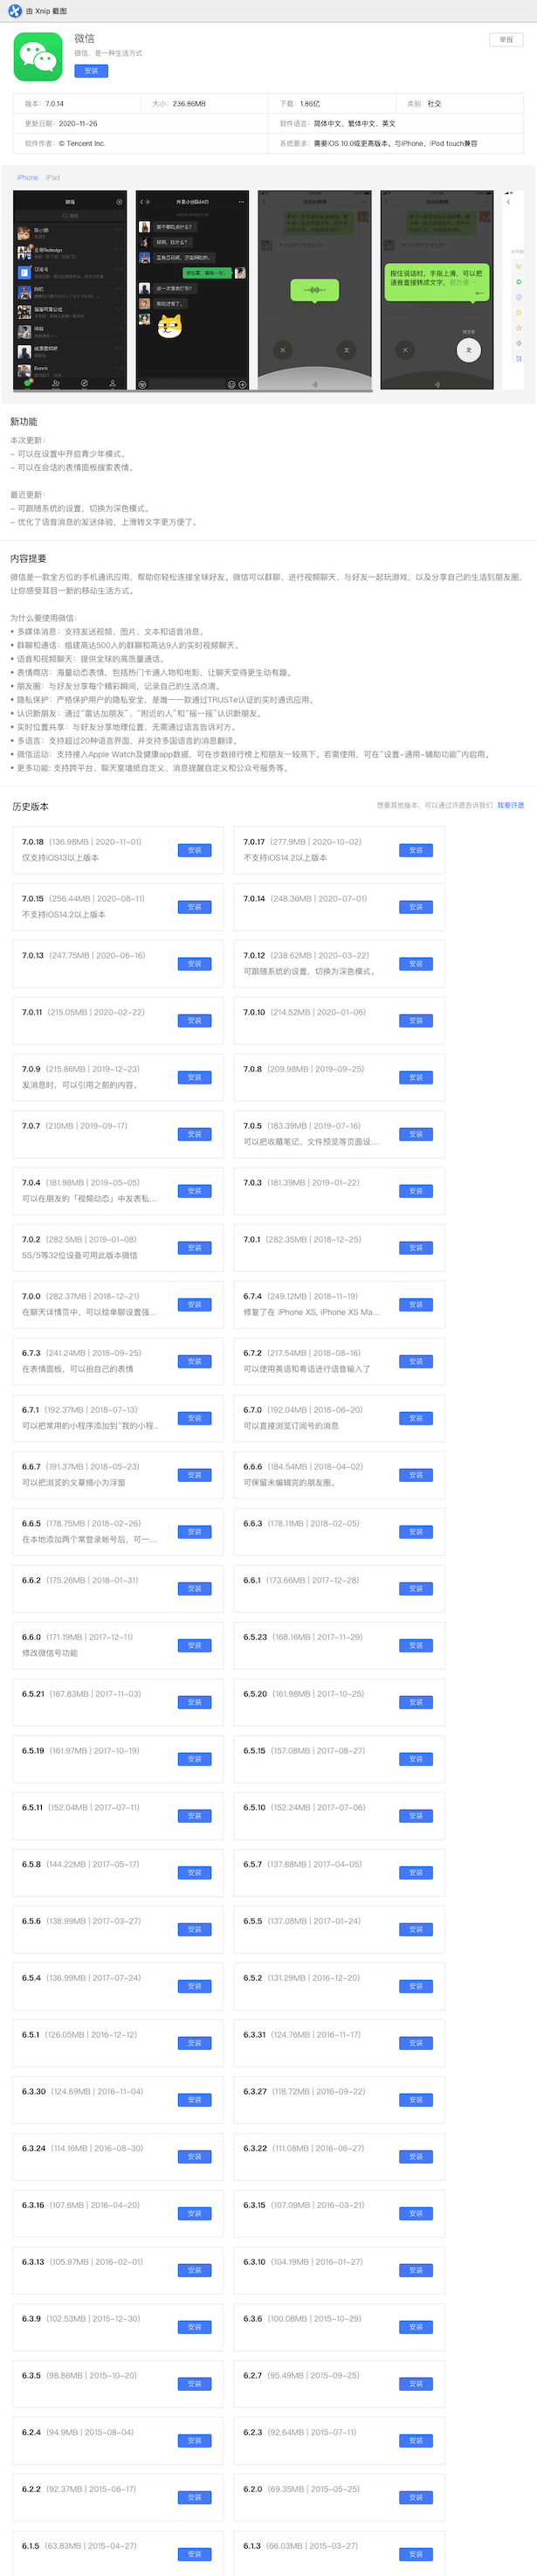 由 Xnip 截图
微信
微信，是一种生活方式
安装
举报
版本：7.0.14
大小：236.86MB
下载：1.86亿
类别：社交
更新日期：2020-11-26
软件语言：简体中文、繁体中文、英文
软件作者：© Tencent Inc.
系统要求：需要iOS 10.0或更高版本。与iPhone、iPod touch兼容
iPhone iPad
微信
按住说话时，手指上滑，可以把
语音直接转成文字，
新功能
本次更新：
- 可以在设置中开启青少年模式。
- 可以在会话的表情面板搜索表情。
最近更新：
- 可跟随系统的设置，切换为深色模式。
- 优化了语音消息的发送体验，上滑转文字更方便了。
内容提要
微信是一款全方位的手机通讯应用，帮助你轻松连接全球好友。微信可以群聊、进行视频聊天、与好友一起玩游戏，以及分享自己的生活到朋友圈，
让你感受耳目一新的移动生活方式。
为什么要使用微信：
• 多媒体消息：支持发送视频、图片、文本和语音消息。
• 群聊和通话：组建高达500人的群聊和高达9人的实时视频聊天。
• 语音和视频聊天：提供全球的高质量通话。
• 表情商店：海量动态表情，包括热门卡通人物和电影，让聊天变得更生动有趣。
• 朋友圈：与好友分享每个精彩瞬间，记录自己的生活点滴。
• 隐私保护：严格保护用户的隐私安全，是唯一一款通过TRUSTe认证的实时通讯应用。
• 认识新朋友：通过“雷达加朋友”、“附近的人”和“摇一摇”认识新朋友。
• 实时位置共享：与好友分享地理位置，无需通过语言告诉对方。
• 多语言：支持超过20种语言界面，并支持多国语言的消息翻译。
• 微信运动：支持接入Apple Watch及健康app数据，可在步数排行榜上和朋友一较高下。若需使用，可在“设置-通用-辅助功能”内启用。
• 更多功能: 支持跨平台、聊天室墙纸自定义、消息提醒自定义和公众号服务等。
历史版本
想要其他版本，可以通过许愿告诉我们 我要许愿
7.0.18 (136.98MB | 2020-11-01) 安装
仅支持iOS13以上版本
7.0.17 (277.9MB | 2020-10-02) 安装
不支持iOS14.2以上版本
7.0.15 (256.44MB | 2020-08-11) 安装
不支持iOS14.2以上版本
7.0.14 (248.36MB | 2020-07-01) 安装
7.0.13 (247.75MB | 2020-06-16) 安装
7.0.12 (238.62MB | 2020-03-22) 安装
可跟随系统的设置，切换为深色模式。
7.0.11 (215.05MB | 2020-02-22) 安装
7.0.10 (214.52MB | 2020-01-06) 安装
7.0.9 (215.86MB | 2019-12-23) 安装
发消息时，可以引用之前的内容。
7.0.8 (209.98MB | 2019-09-25) 安装
7.0.7 (210MB | 2019-09-17) 安装
7.0.5 (183.39MB | 2019-07-16) 安装
可以把收藏笔记、文件预览等页面设...
7.0.4 (181.98MB | 2019-05-05) 安装
可以在朋友的「视频动态」中发表私...
7.0.3 (181.39MB | 2019-01-22) 安装
7.0.2 (282.5MB | 2019-01-08) 安装
5S/5等32位设备可用此版本微信
7.0.1 (282.35MB | 2018-12-25) 安装
7.0.0 (282.37MB | 2018-12-21) 安装
在聊天详情页中，可以给单聊设置强...
6.7.4 (249.12MB | 2018-11-19) 安装
修复了在 iPhone XS, iPhone XS Ma...
6.7.3 (241.24MB | 2018-09-25) 安装
在表情面板，可以拍自己的表情
6.7.2 (217.54MB | 2018-08-16) 安装
可以使用英语和粤语进行语音输入了
6.7.1 (192.37MB | 2018-07-13) 安装
可以把常用的小程序添加到“我的小程..
6.7.0 (192.04MB | 2018-06-20) 安装
可以直接浏览订阅号的消息
6.6.7 (191.37MB | 2018-05-23) 安装
可以把浏览的文章缩小为浮窗
6.6.6 (184.54MB | 2018-04-02) 安装
可保留未编辑完的朋友圈。
6.6.5 (178.75MB | 2018-02-26) 安装
在本地添加两个常登录帐号后，可一...
6.6.3 (178.11MB | 2018-02-05) 安装
6.6.2 (175.26MB | 2018-01-31) 安装
6.6.1 (173.66MB | 2017-12-28) 安装
6.6.0 (171.19MB | 2017-12-11) 安装
修改微信号功能
6.5.23 (168.16MB | 2017-11-29) 安装
6.5.21 (167.83MB | 2017-11-03) 安装
6.5.20 (161.98MB | 2017-10-25) 安装
6.5.19 (161.97MB | 2017-10-19) 安装
6.5.15 (157.08MB | 2017-08-27) 安装
6.5.11 (152.04MB | 2017-07-11) 安装
6.5.10 (152.24MB | 2017-07-06) 安装
6.5.8 (144.22MB | 2017-05-17) 安装
6.5.7 (137.88MB | 2017-04-05) 安装
6.5.6 (138.99MB | 2017-03-27) 安装
6.5.5 (137.08MB | 2017-01-24) 安装
6.5.4 (136.99MB | 2017-07-24) 安装
6.5.2 (131.29MB | 2016-12-20) 安装
6.5.1 (126.05MB | 2016-12-12) 安装
6.3.31 (124.76MB | 2016-11-17) 安装
6.3.30 (124.69MB | 2016-11-04) 安装
6.3.27 (118.72MB | 2016-09-22) 安装
6.3.24 (114.16MB | 2016-08-30) 安装
6.3.22 (111.08MB | 2016-06-27) 安装
6.3.16 (107.6MB | 2016-04-20) 安装
6.3.15 (107.09MB | 2016-03-21) 安装
6.3.13 (105.97MB | 2016-02-01) 安装
6.3.10 (104.19MB | 2016-01-27) 安装
6.3.9 (102.53MB | 2015-12-30) 安装
6.3.6 (100.08MB | 2015-10-29) 安装
6.3.5 (98.86MB | 2015-10-20) 安装
6.2.7 (95.49MB | 2015-09-25) 安装
6.2.4 (94.9MB | 2015-08-04) 安装
6.2.3 (92.64MB | 2015-07-11) 安装
6.2.2 (92.37MB | 2015-06-17) 安装
6.2.0 (69.35MB | 2015-05-25) 安装
6.1.5 (63.83MB | 2015-04-27) 安装
6.1.3 (66.03MB | 2015-03-27) 安装